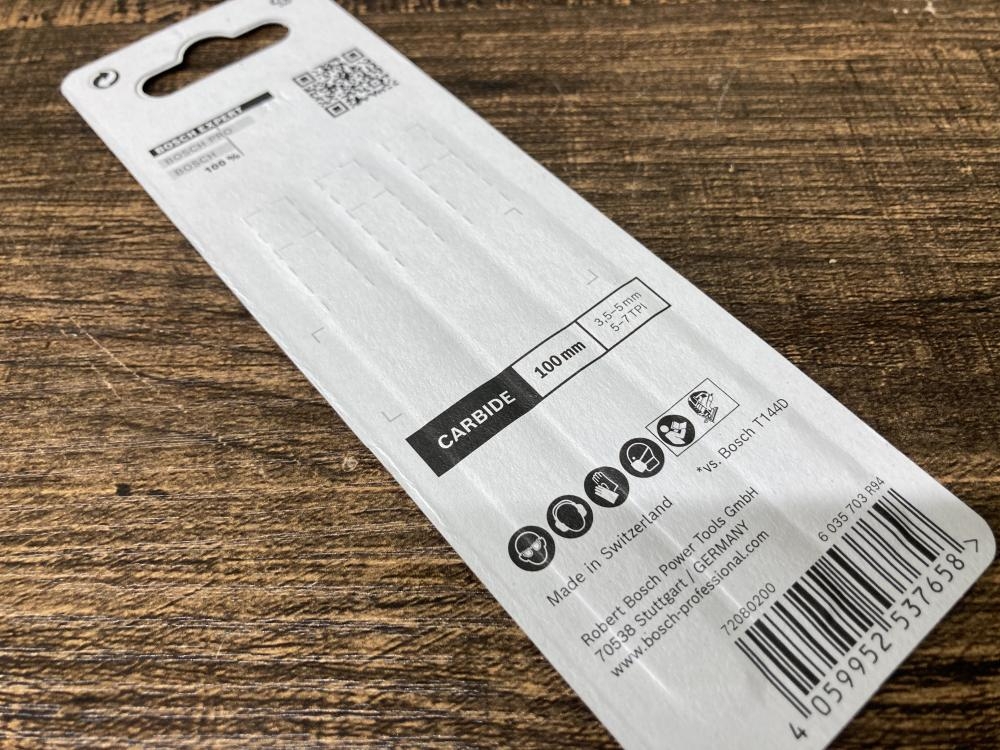 BOSCH EXPERT
BOSCH PRO
BOSCH
100 %
CARBIDE
100 mm
3,5–5 mm
5–7 TPI
*vs. Bosch T144D
Made in Switzerland
Robert Bosch Power Tools GmbH
70538 Stuttgart / GERMANY
www.bosch-professional.com
72080200
6 035 703 R94
4 059952 537658 >